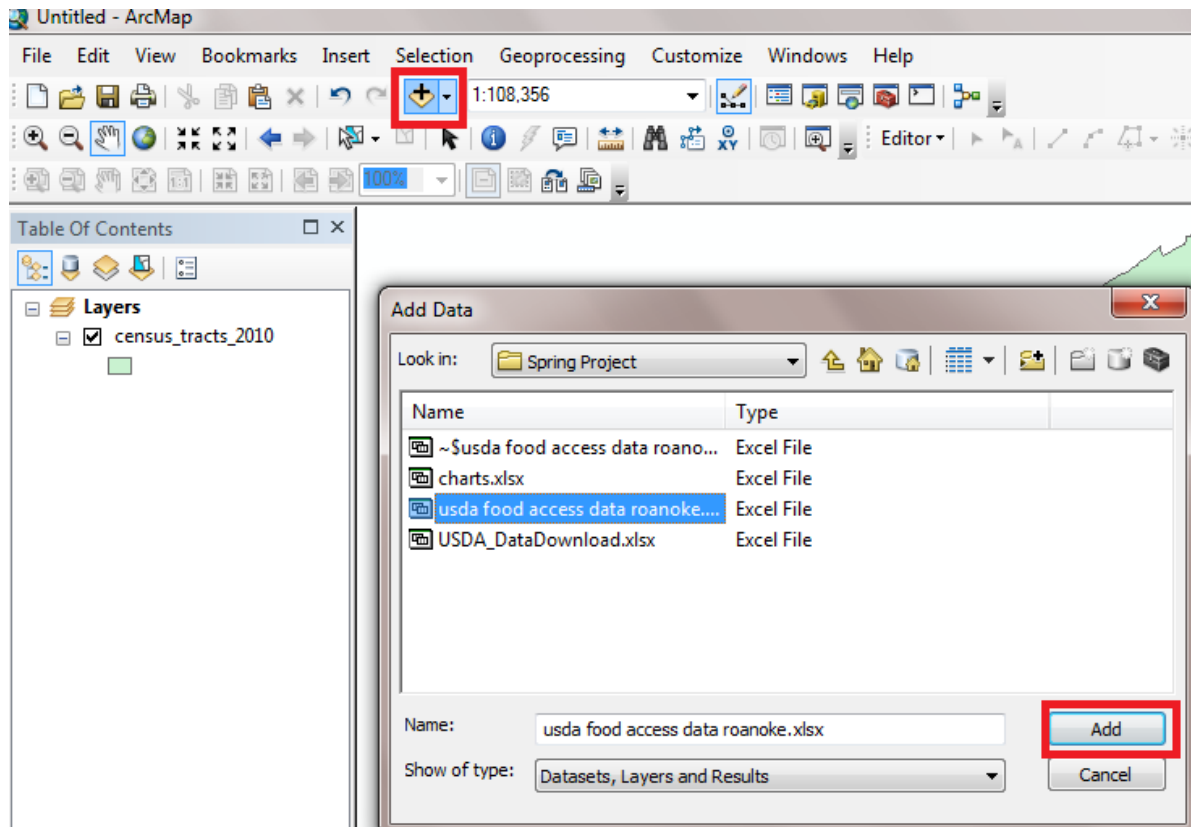 Untitled - ArcMap
File Edit View Bookmarks Insert Selection Geoprocessing Customize Windows Help
1:108,356
XY Editor
1:1 100%
Table Of Contents
Layers
census_tracts_2010
Add Data
Look in: Spring Project
Name Type
~$usda food access data roano... Excel File
charts.xlsx Excel File
usda food access data roanoke.... Excel File
USDA_DataDownload.xlsx Excel File
Name: usda food access data roanoke.xlsx Add
Show of type: Datasets, Layers and Results Cancel